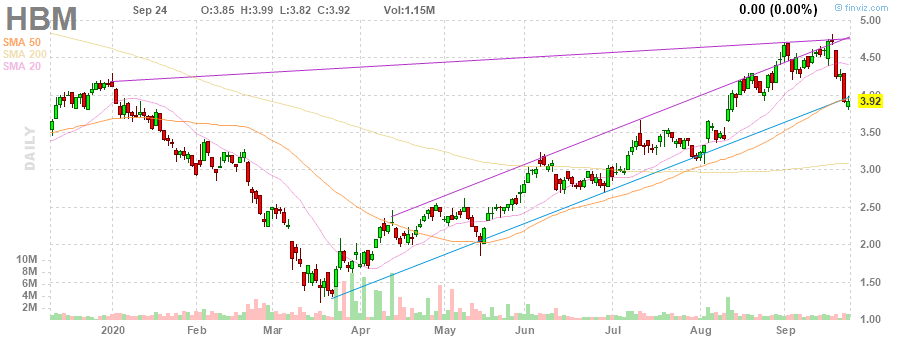 HBM Sep 24 O:3.85 H:3.99 L:3.82 C:3.92 Vol:1.15M 0.00 (0.00%) © finviz.com
SMA 50
SMA 200
SMA 20
DAILY
5.00
4.50
4.00
3.92
3.50
3.00
2.50
2.00
1.50
1.00
10M
8M
6M
4M
2M
2020 Feb Mar Apr May Jun Jul Aug Sep